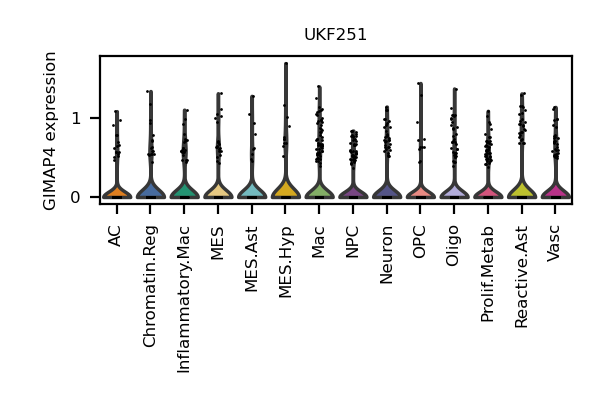 UKF251
GIMAP4 expression
1
0
AC
Chromatin.Reg
Inflammatory.Mac
MES
MES.Ast
MES.Hyp
Mac
NPC
Neuron
OPC
Oligo
Prolif.Metab
Reactive.Ast
Vasc